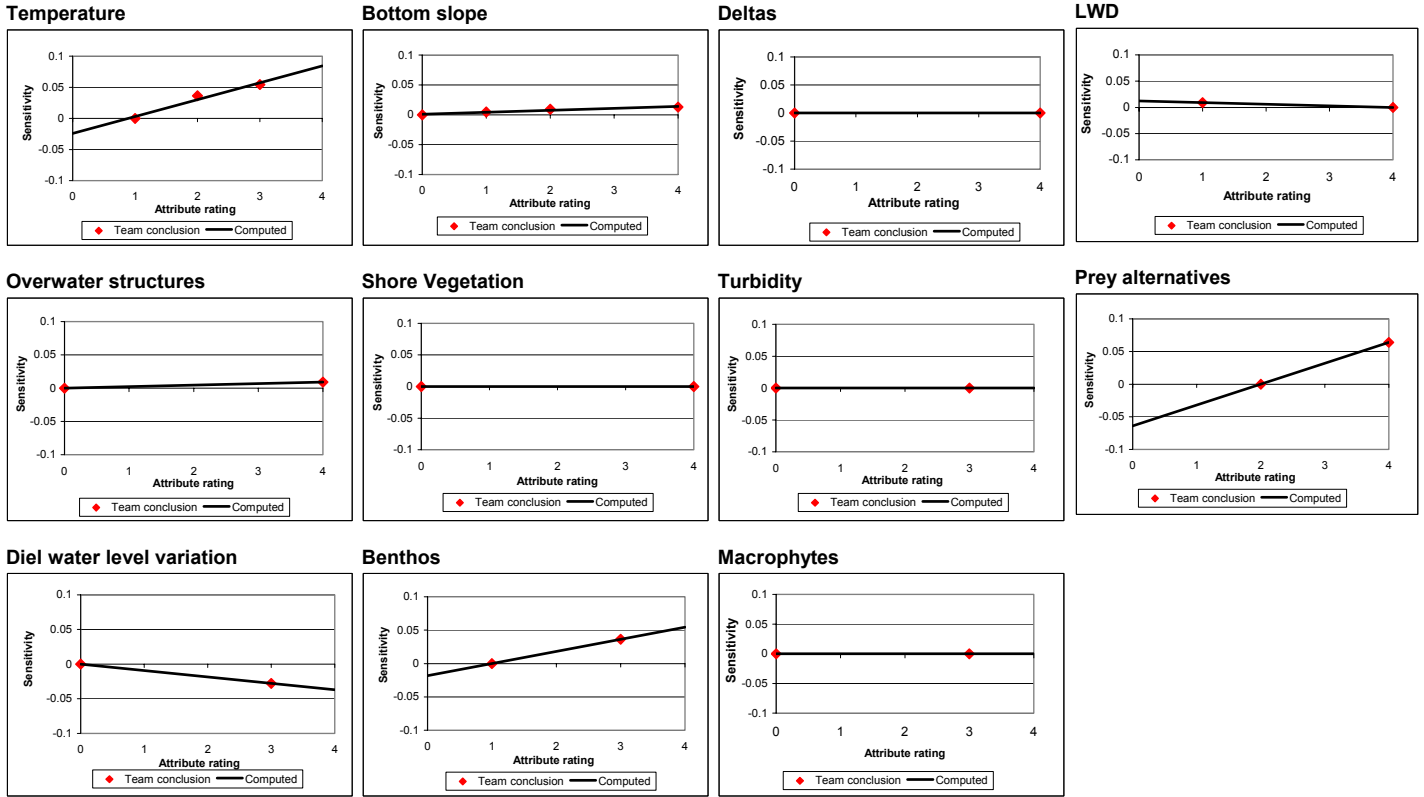 Temperature
0.1
0.05
0
-0.05
-0.1
Sensitivity
0 1 2 3 4
Attribute rating
Team conclusion Computed
Bottom slope
0.1
0.05
0
-0.05
-0.1
Sensitivity
0 1 2 3 4
Attribute rating
Team conclusion Computed
Deltas
0.1
0.05
0
-0.05
-0.1
Sensitivity
0 1 2 3 4
Attribute rating
Team conclusion Computed
LWD
0.1
0.05
0
-0.05
-0.1
Sensitivity
0 1 2 3 4
Attribute rating
Team conclusion Computed
Overwater structures
0.1
0.05
0
-0.05
-0.1
Sensitivity
0 1 2 3 4
Attribute rating
Team conclusion Computed
Shore Vegetation
0.1
0.05
0
-0.05
-0.1
Sensitivity
0 1 2 3 4
Attribute rating
Team conclusion Computed
Turbidity
0.1
0.05
0
-0.05
-0.1
Sensitivity
0 1 2 3 4
Attribute rating
Team conclusion Computed
Prey alternatives
0.1
0.05
0
-0.05
-0.1
Sensitivity
0 1 2 3 4
Attribute rating
Team conclusion Computed
Diel water level variation
0.1
0.05
0
-0.05
-0.1
Sensitivity
0 1 2 3 4
Attribute rating
Team conclusion Computed
Benthos
0.1
0.05
0
-0.05
-0.1
Sensitivity
0 1 2 3 4
Attribute rating
Team conclusion Computed
Macrophytes
0.1
0.05
0
-0.05
-0.1
Sensitivity
0 1 2 3 4
Attribute rating
Team conclusion Computed